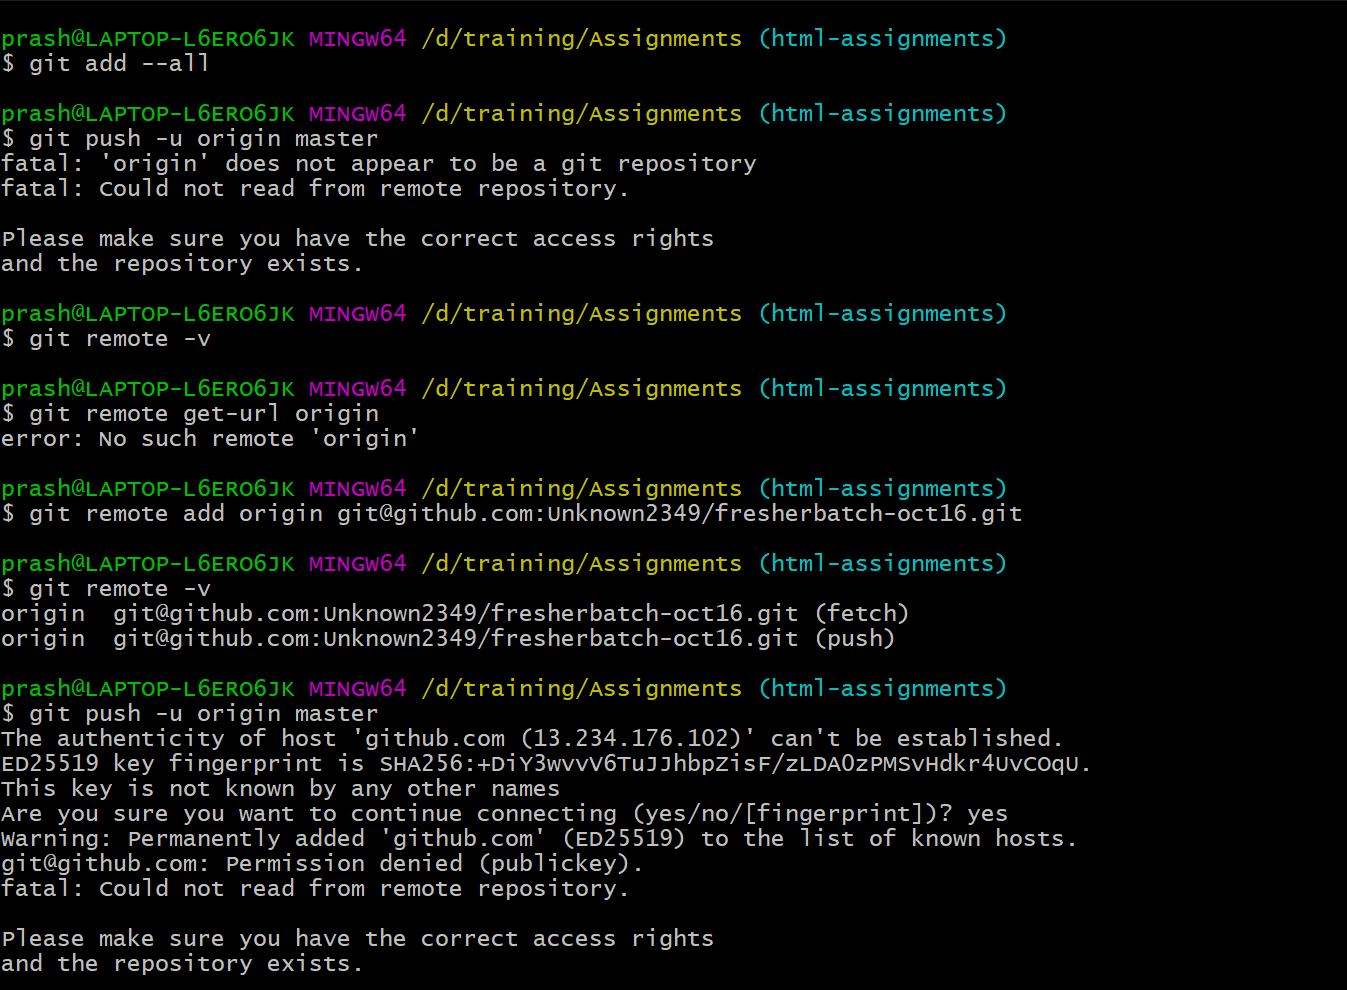 prash@LAPTOP-L6ERO6JK MINGW64 /d/training/Assignments (html-assignments)
$ git add --all
prash@LAPTOP-L6ERO6JK MINGW64 /d/training/Assignments (html-assignments)
$ git push -u origin master
fatal: 'origin' does not appear to be a git repository
fatal: Could not read from remote repository.
Please make sure you have the correct access rights
and the repository exists.
prash@LAPTOP-L6ERO6JK MINGW64 /d/training/Assignments (html-assignments)
$ git remote -v
prash@LAPTOP-L6ERO6JK MINGW64 /d/training/Assignments (html-assignments)
$ git remote get-url origin
error: No such remote 'origin'
prash@LAPTOP-L6ERO6JK MINGW64 /d/training/Assignments (html-assignments)
$ git remote add origin git@github.com:Unknown2349/fresherbatch-oct16.git
prash@LAPTOP-L6ERO6JK MINGW64 /d/training/Assignments (html-assignments)
$ git remote -v
origin  git@github.com:Unknown2349/fresherbatch-oct16.git (fetch)
origin  git@github.com:Unknown2349/fresherbatch-oct16.git (push)
prash@LAPTOP-L6ERO6JK MINGW64 /d/training/Assignments (html-assignments)
$ git push -u origin master
The authenticity of host 'github.com (13.234.176.102)' can't be established.
ED25519 key fingerprint is SHA256:+DiY3wvvV6TuJJhbpZisF/zLDA0zPMSvHdkr4UvCOqU.
This key is not known by any other names
Are you sure you want to continue connecting (yes/no/[fingerprint])? yes
Warning: Permanently added 'github.com' (ED25519) to the list of known hosts.
git@github.com: Permission denied (publickey).
fatal: Could not read from remote repository.
Please make sure you have the correct access rights
and the repository exists.